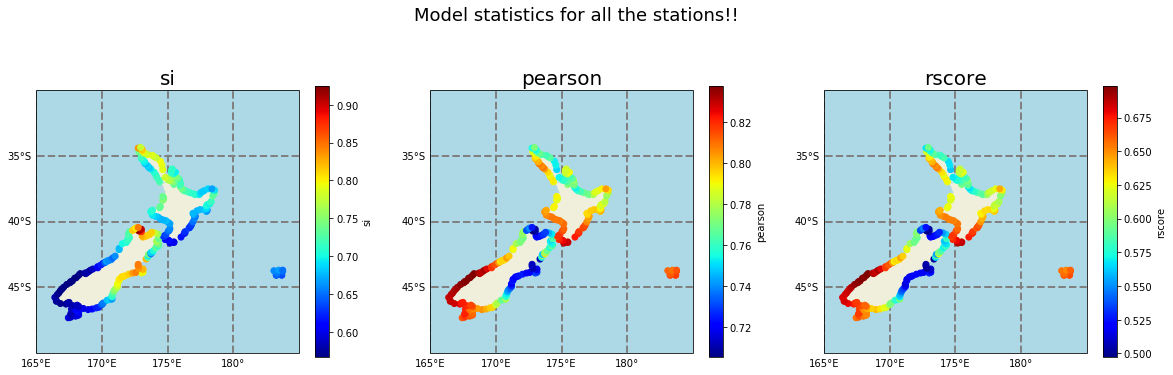 Model statistics for all the stations!!
si
35°S
40°S
45°S
165°E 170°E 175°E 180°
0.90
0.85
0.80
0.75
0.70
0.65
0.60
si
pearson
35°S
40°S
45°S
165°E 170°E 175°E 180°
0.82
0.80
0.78
0.76
0.74
0.72
pearson
rscore
35°S
40°S
45°S
165°E 170°E 175°E 180°
0.675
0.650
0.625
0.600
0.575
0.550
0.525
0.500
rscore